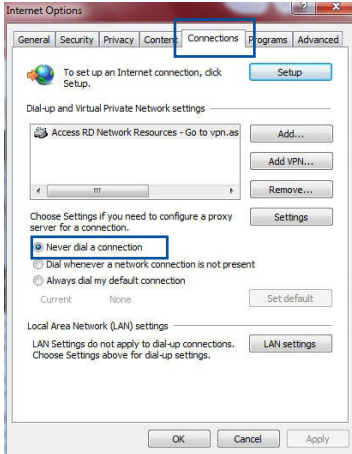 Internet Options
General Security Privacy Content Connections Programs Advanced
To set up an Internet connection, click
Setup.
Setup
Dial-up and Virtual Private Network settings
Access RD Network Resources - Go to vpn.as
Add...
Add VPN...
Remove...
Choose Settings if you need to configure a proxy
server for a connection.
Settings
Never dial a connection
Dial whenever a network connection is not present
Always dial my default connection
Current None
Set default
Local Area Network (LAN) settings
LAN Settings do not apply to dial-up connections.
Choose Settings above for dial-up settings.
LAN settings
OK Cancel Apply